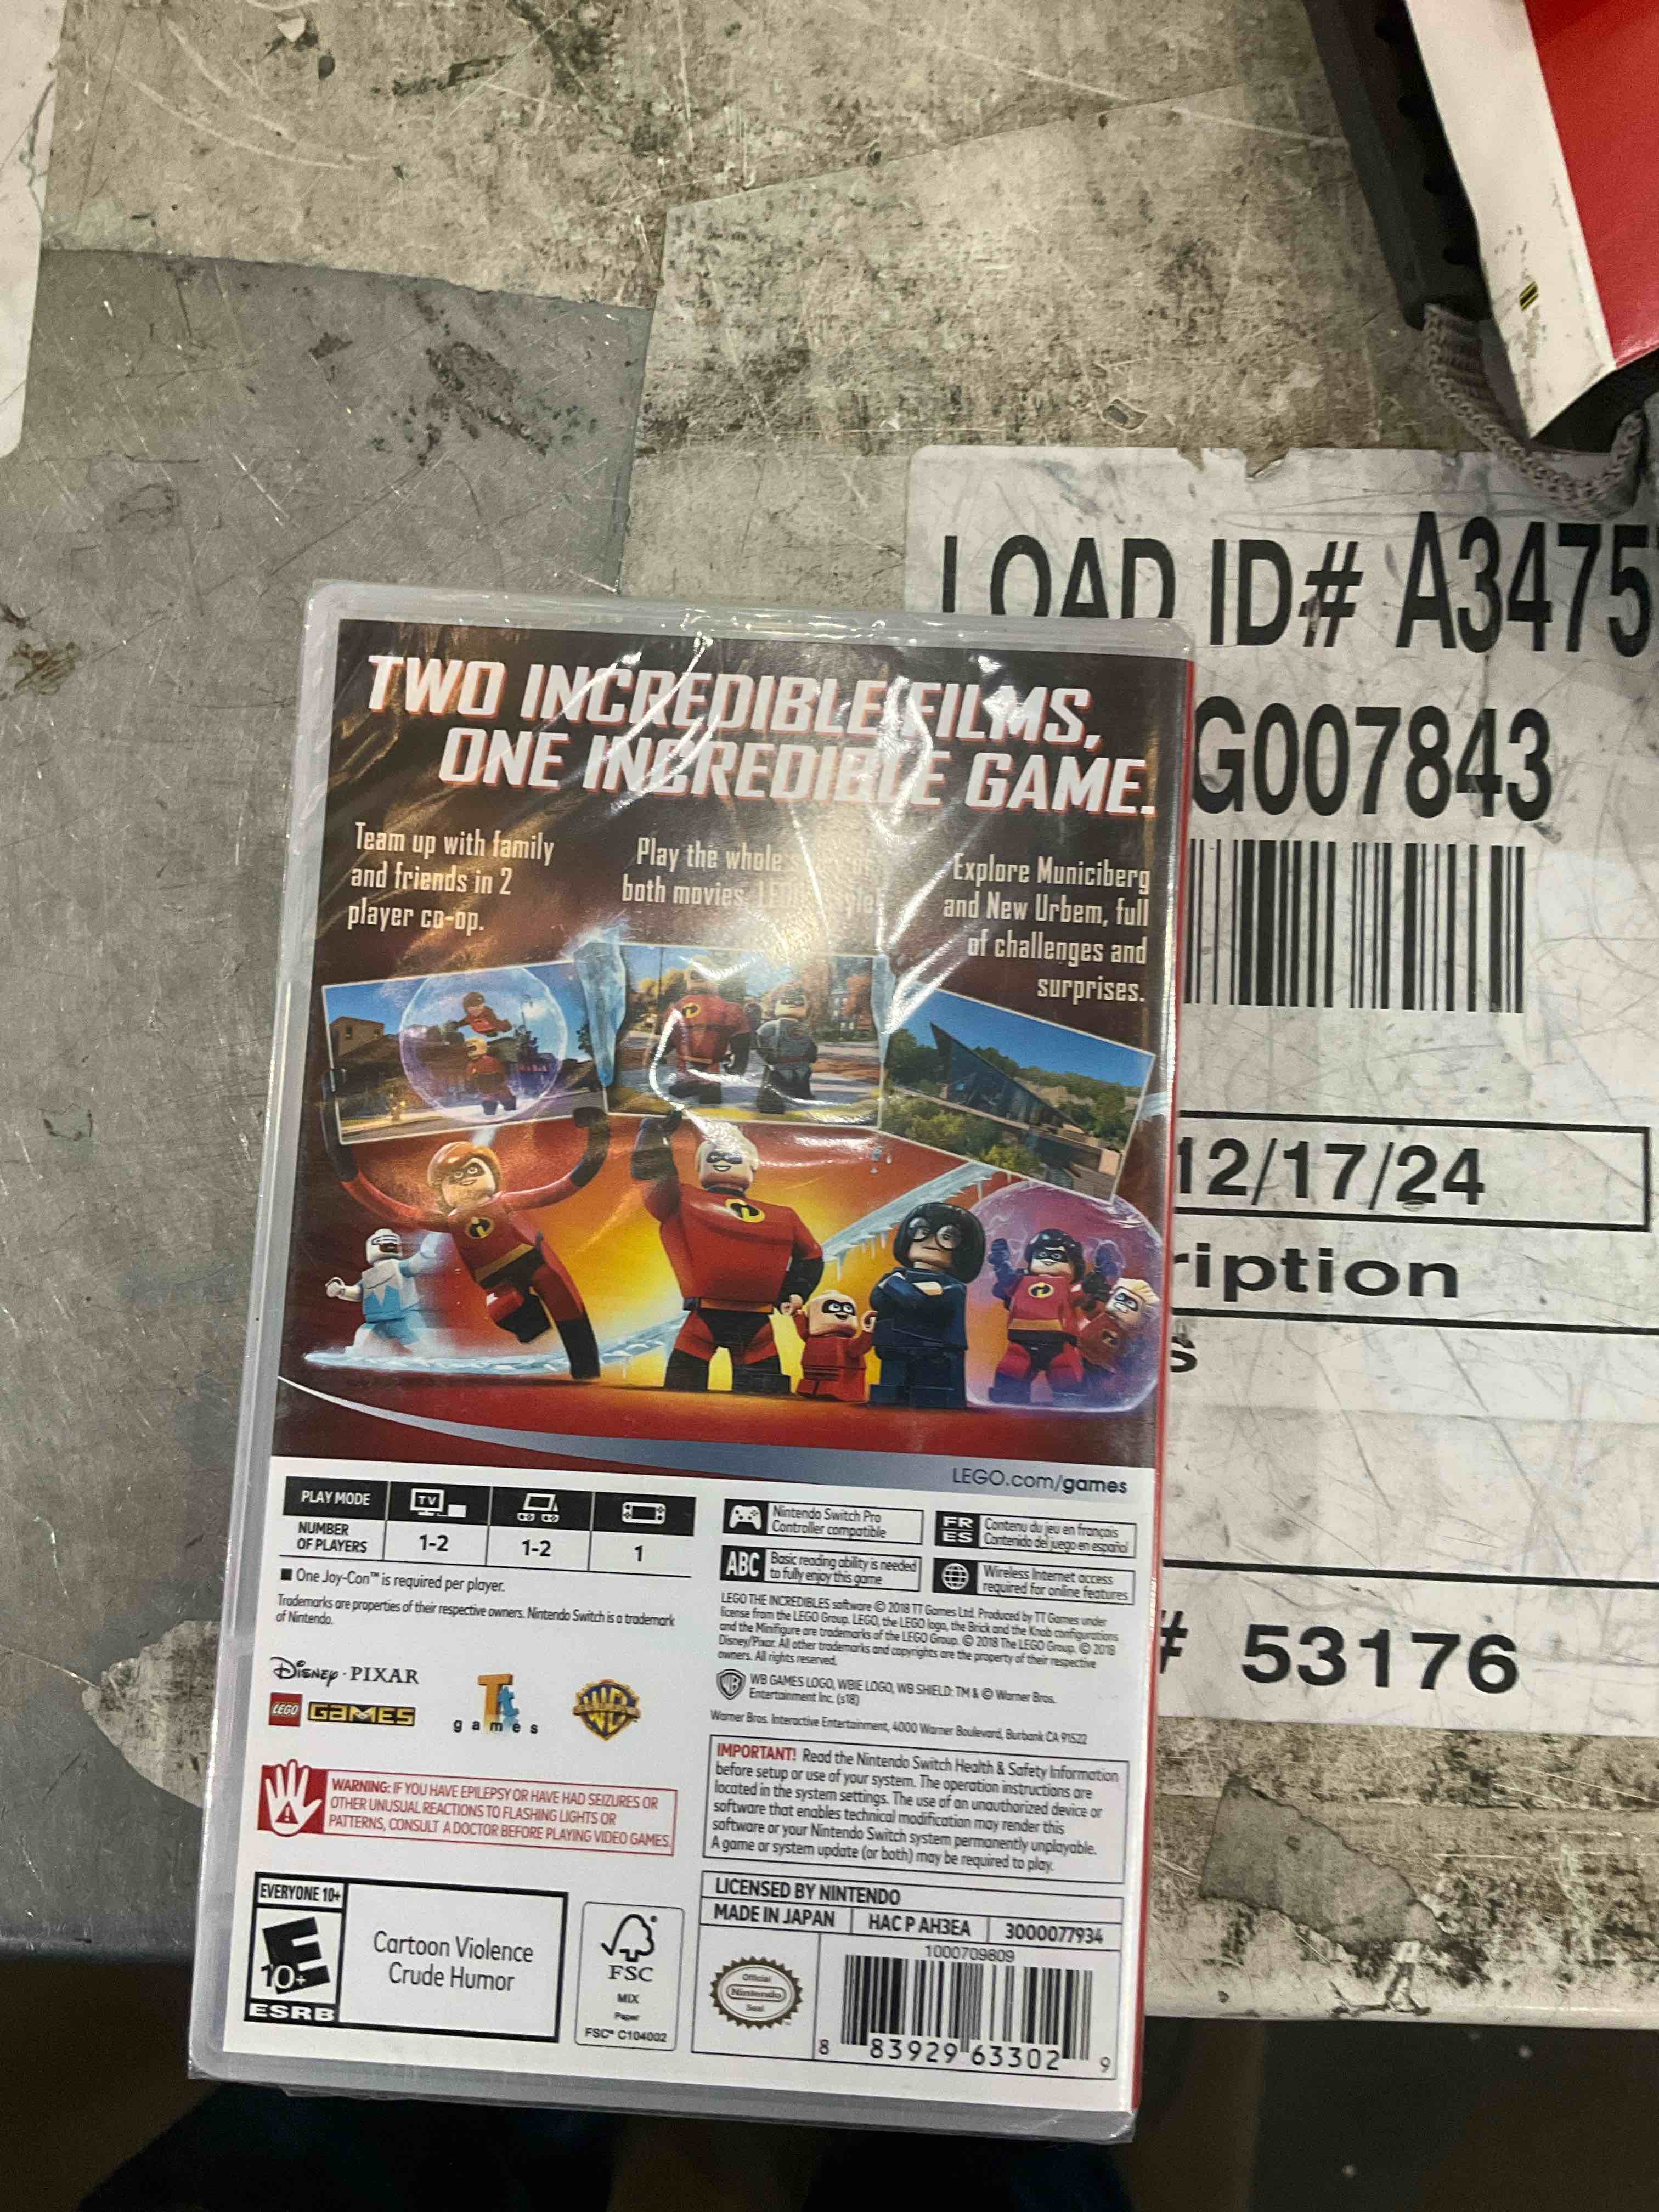 LOAD ID# A3475
G007843
12/17/24
ription
s
# 53176
TWO INCREDIBLE FILMS,
ONE INCREDIBLE GAME.
Team up with family
and friends in 2
player co-op.
Play the whole
both movies,
Explore Municiberg
and New Urbem, full
of challenges and
surprises.
LEGO.com/games
PLAY MODE
TV
NUMBER
OF PLAYERS
1-2
1-2
1
■ One Joy-Con™ is required per player.
Trademarks are properties of their respective owners. Nintendo Switch is a trademark
of Nintendo.
Nintendo Switch Pro
Controller compatible
FR
ES
Contenu du jeu en français
Contenido del juego en español
ABC
Basic reading ability is needed
to fully enjoy this game
Wireless Internet access
required for online features
LEGO THE INCREDIBLES software © 2018 TT Games Ltd. Produced by TT Games under
license from the LEGO Group. LEGO, the LEGO logo, the Brick and the Knob configurations
and the Minifigure are trademarks of the LEGO Group. © 2018 The LEGO Group. © 2018
Disney/Pixar. All other trademarks and copyrights are the property of their respective
owners. All rights reserved.
WB GAMES LOGO, WBIE LOGO, WB SHIELD: TM & © Warner Bros.
Entertainment Inc. (s18)
Warner Bros. Interactive Entertainment, 4000 Warner Boulevard, Burbank CA 91522
Disney · PIXAR
LEGO GAMES
Tt
games
WB
WARNING: IF YOU HAVE EPILEPSY OR HAVE HAD SEIZURES OR
OTHER UNUSUAL REACTIONS TO FLASHING LIGHTS OR
PATTERNS, CONSULT A DOCTOR BEFORE PLAYING VIDEO GAMES.
IMPORTANT! Read the Nintendo Switch Health & Safety Information
before setup or use of your system. The operation instructions are
located in the system settings. The use of an unauthorized device or
software that enables technical modification may render this
software or your Nintendo Switch system permanently unplayable.
A game or system update (or both) may be required to play.
EVERYONE 10+
E
10+
ESRB
Cartoon Violence
Crude Humor
FSC
MIX
Paper
FSC® C104002
LICENSED BY NINTENDO
MADE IN JAPAN
HAC P AH3EA
3000077934
1000709809
Official
Nintendo
Seal
8 83929 63302 9